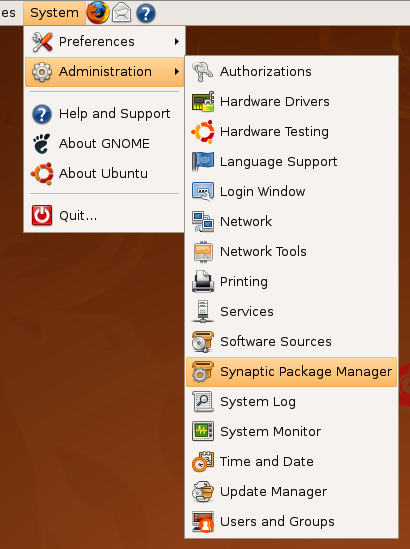 es System
Preferences
Administration
Help and Support
About GNOME
About Ubuntu
Quit...
Authorizations
Hardware Drivers
Hardware Testing
Language Support
Login Window
Network
Network Tools
Printing
Services
Software Sources
Synaptic Package Manager
System Log
System Monitor
Time and Date
Update Manager
Users and Groups